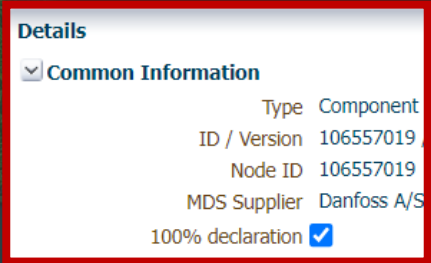 Details
Common Information
Type Component
ID / Version 106557019 /
Node ID 106557019
MDS Supplier Danfoss A/S
100% declaration